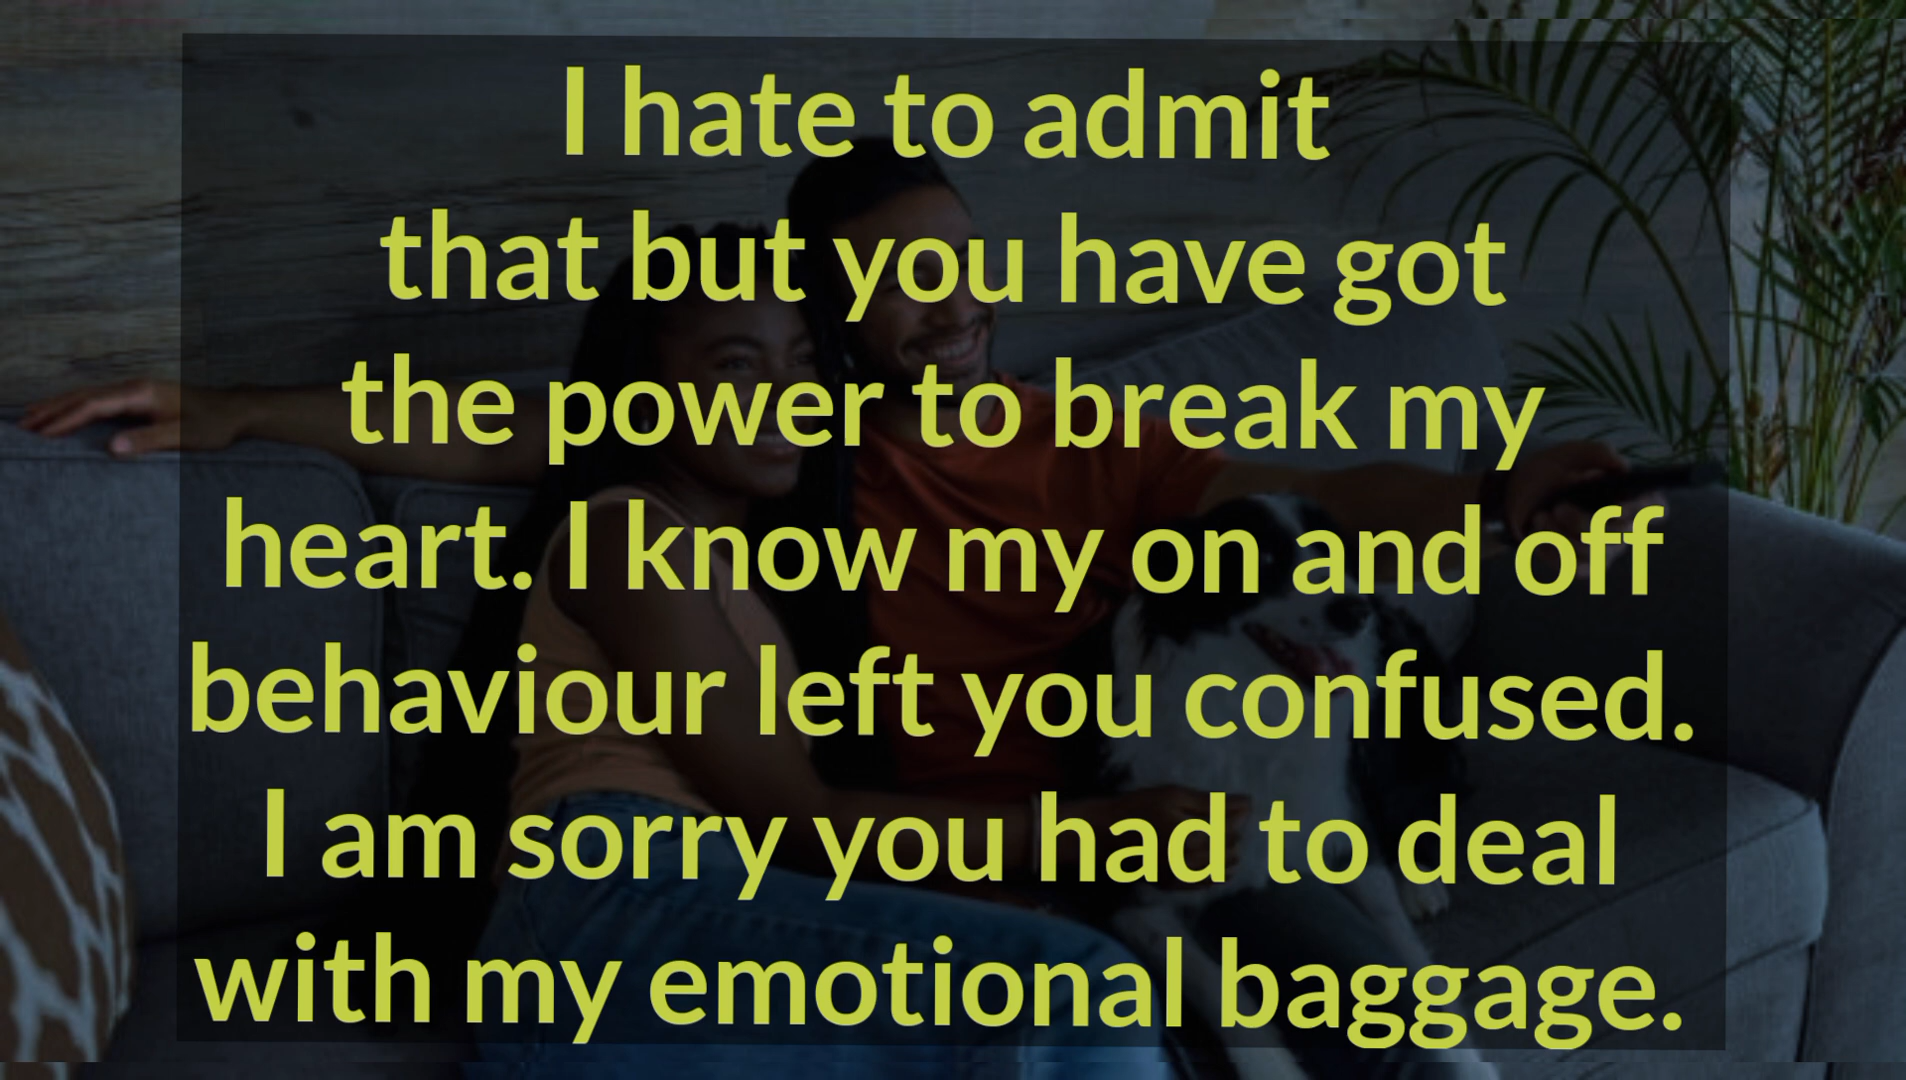 I hate to admit
that but you have got
the power to break my
heart. I know my on and off
behaviour left you confused.
I am sorry you had to deal
with my emotional baggage.